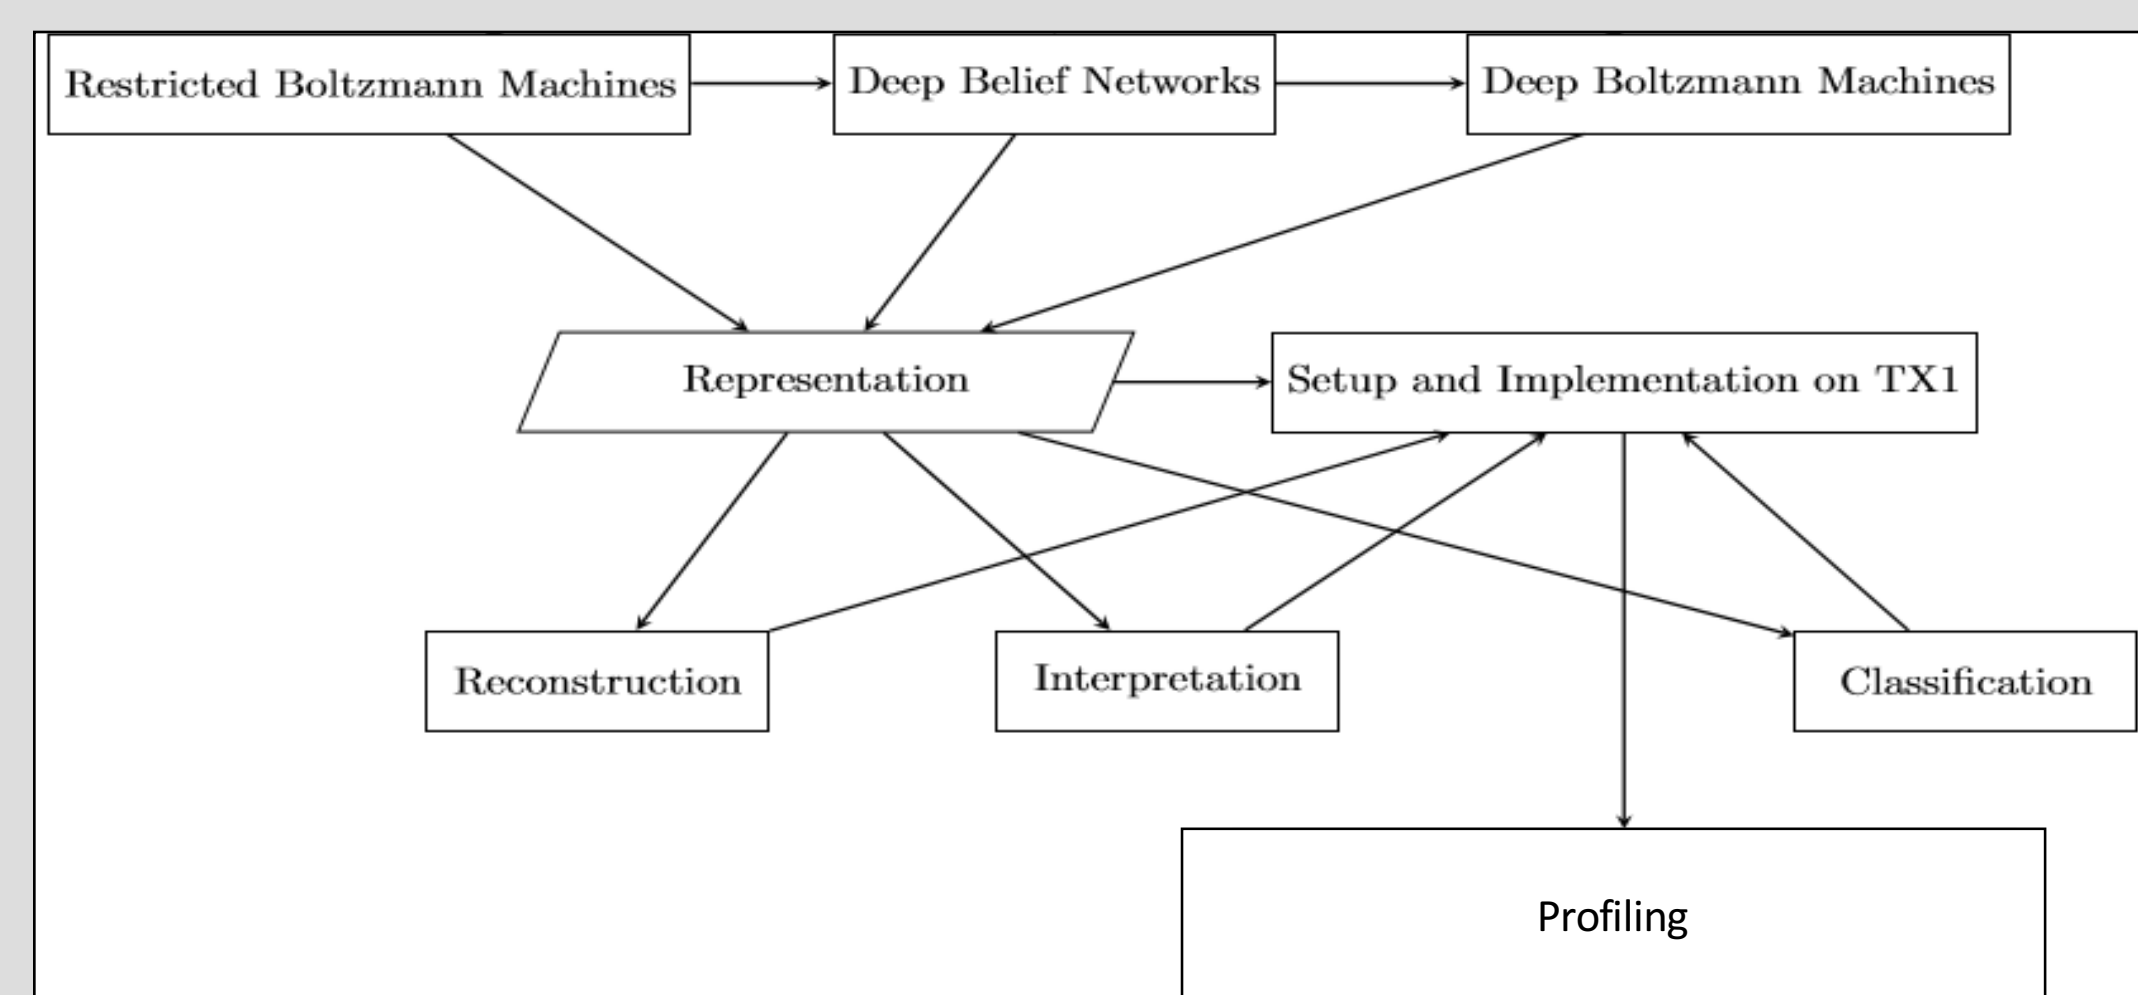 Restricted Boltzmann Machines
Deep Belief Networks
Deep Boltzmann Machines
Representation
Setup and Implementation on TX1
Reconstruction
Interpretation
Classification
Profiling